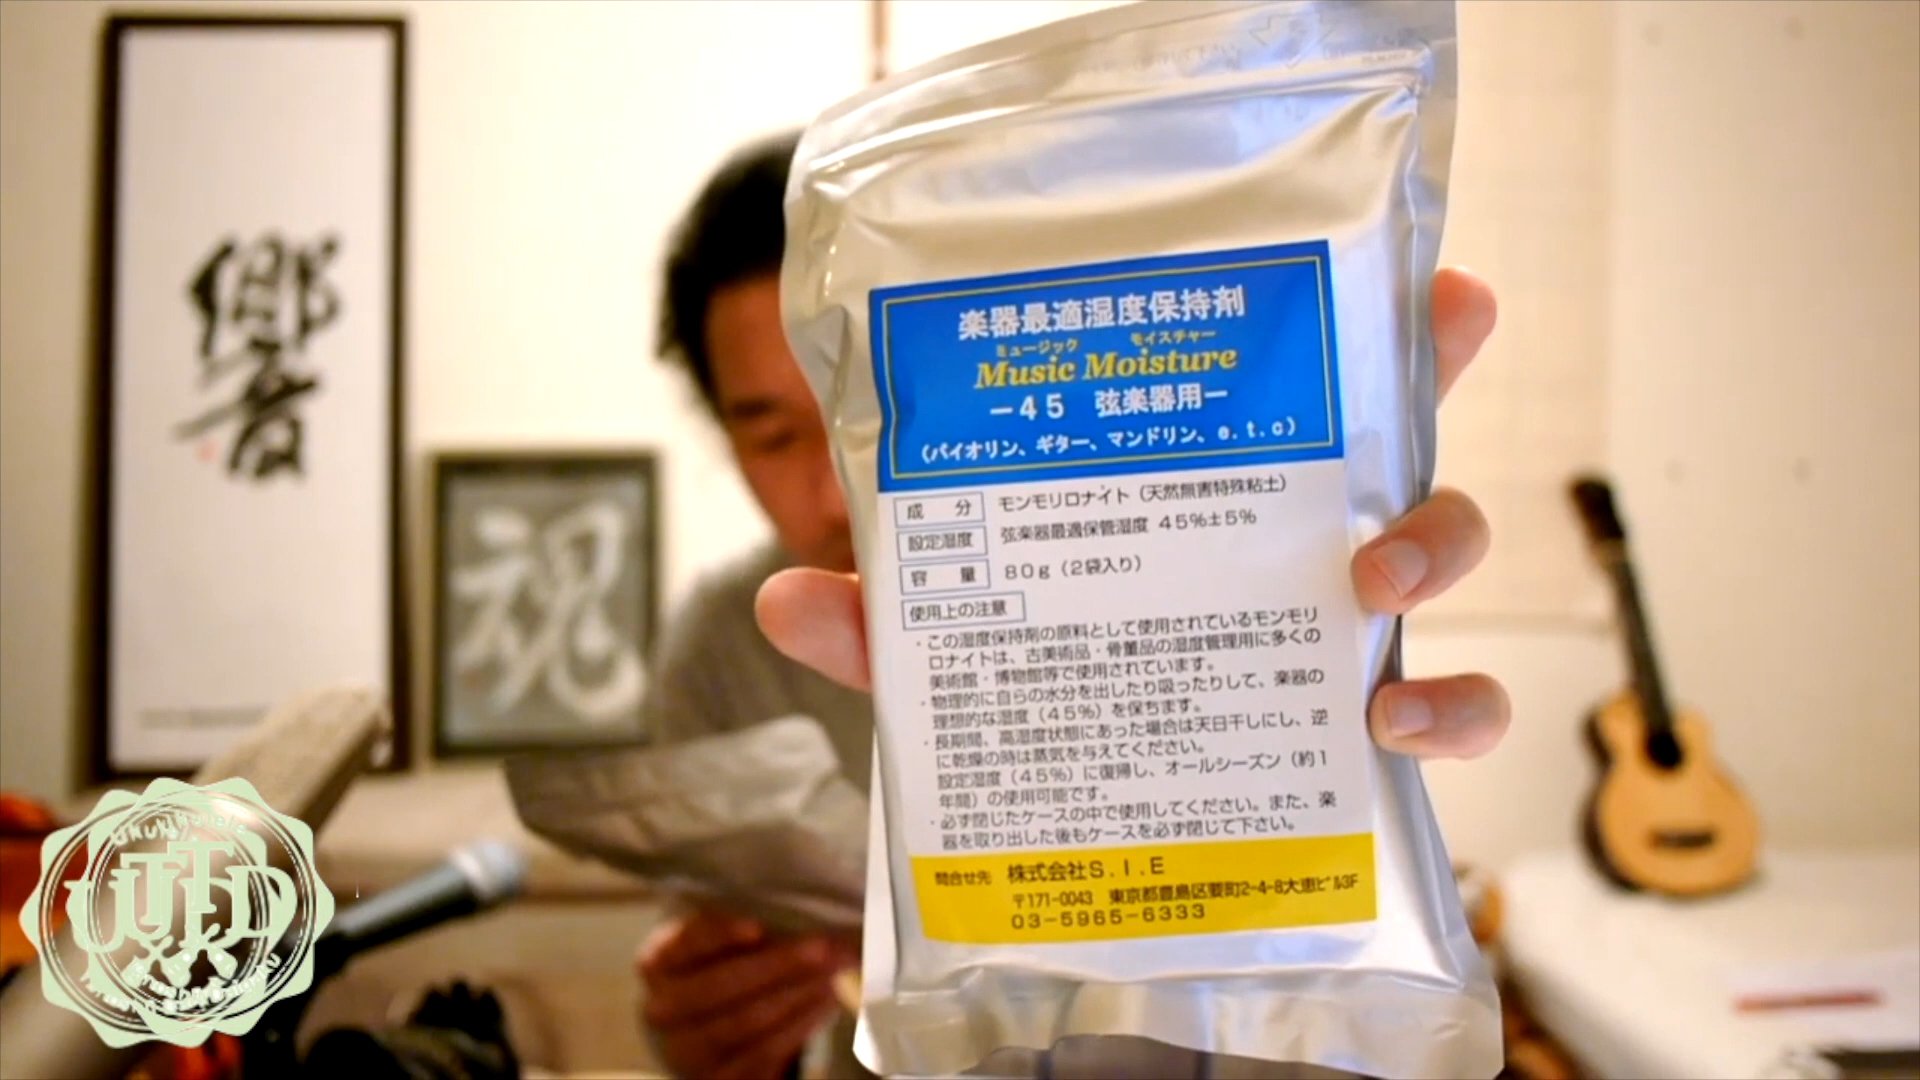 響
魂
楽器最適湿度保持剤
ミュージック モイスチャー
Music Moisture
－45 弦楽器用－
（バイオリン、ギター、マンドリン、e.t.c）
成 分 モンモリロナイト（天然無害特殊粘土）
設定湿度 弦楽器最適保管湿度 45%±5%
容 量 80g（2袋入り）
使用上の注意
・この湿度保持剤の原料として使用されているモンモリ
ロナイトは、古美術品・骨董品の湿度管理用に多くの
美術館・博物館等で使用されています。
・物理的に自らの水分を出したり吸ったりして、楽器の
理想的な湿度（45%）を保ちます。
・長期間、高湿度状態にあった場合は天日干しにし、逆
に乾燥の時は蒸気を与えてください。
設定湿度（45%）に復帰し、オールシーズン（約1
年間）の使用可能です。
・必ず閉じたケースの中で使用してください。また、楽
器を取り出した後もケースを必ず閉じて下さい。
問合せ先 株式会社S.I.E
〒171-0043 東京都豊島区要町2-4-8大恵ビル3F
03-5965-6333